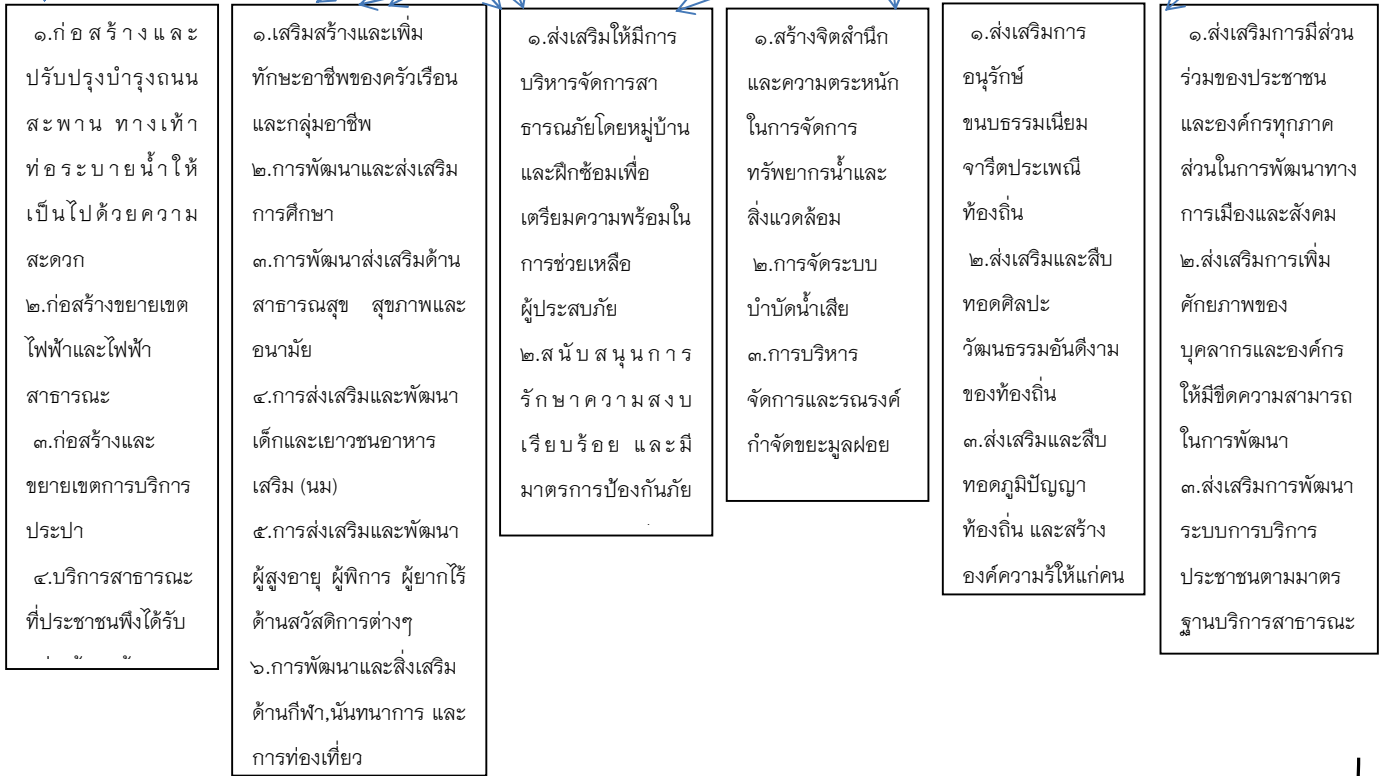 ๑.ก่อสร้างและ
ปรับปรุงบำรุงถนน
สะพาน ทางเท้า
ท่อระบายน้ำให้
เป็นไปด้วยความ
สะดวก
๒.ก่อสร้างขยายเขต
ไฟฟ้าและไฟฟ้า
สาธารณะ
๓.ก่อสร้างและ
ขยายเขตการบริการ
ประปา
๔.บริการสาธารณะ
ที่ประชาชนพึงได้รับ
๑.เสริมสร้างและเพิ่ม
ทักษะอาชีพของครัวเรือน
และกลุ่มอาชีพ
๒.การพัฒนาและส่งเสริม
การศึกษา
๓.การพัฒนาส่งเสริมด้าน
สาธารณสุข สุขภาพและ
อนามัย
๔.การส่งเสริมและพัฒนา
เด็กและเยาวชนอาหาร
เสริม (นม)
๕.การส่งเสริมและพัฒนา
ผู้สูงอายุ ผู้พิการ ผู้ยากไร้
ด้านสวัสดิการต่างๆ
๖.การพัฒนาและสิ่งเสริม
ด้านกีฬา,นันทนาการ และ
การท่องเที่ยว
๑.ส่งเสริมให้มีการ
บริหารจัดการสา
ธารณภัยโดยหมู่บ้าน
และฝึกซ้อมเพื่อ
เตรียมความพร้อมใน
การช่วยเหลือ
ผู้ประสบภัย
๒.สนับสนุนการ
รักษาความสงบ
เรียบร้อย และมี
มาตรการป้องกันภัย
๑.สร้างจิตสำนึก
และความตระหนัก
ในการจัดการ
ทรัพยากรน้ำและ
สิ่งแวดล้อม
๒.การจัดระบบ
บำบัดน้ำเสีย
๓.การบริหาร
จัดการและรณรงค์
กำจัดขยะมูลฝอย
๑.ส่งเสริมการ
อนุรักษ์
ขนบธรรมเนียม
จารีตประเพณี
ท้องถิ่น
๒.ส่งเสริมและสืบ
ทอดศิลปะ
วัฒนธรรมอันดีงาม
ของท้องถิ่น
๓.ส่งเสริมและสืบ
ทอดภูมิปัญญา
ท้องถิ่น และสร้าง
องค์ความรู้ให้แก่คน
๑.ส่งเสริมการมีส่วน
ร่วมของประชาชน
และองค์กรทุกภาค
ส่วนในการพัฒนาทาง
การเมืองและสังคม
๒.ส่งเสริมการเพิ่ม
ศักยภาพของ
บุคลากรและองค์กร
ให้มีขีดความสามารถ
ในการพัฒนา
๓.ส่งเสริมการพัฒนา
ระบบการบริการ
ประชาชนตามมาตร
ฐานบริการสาธารณะ